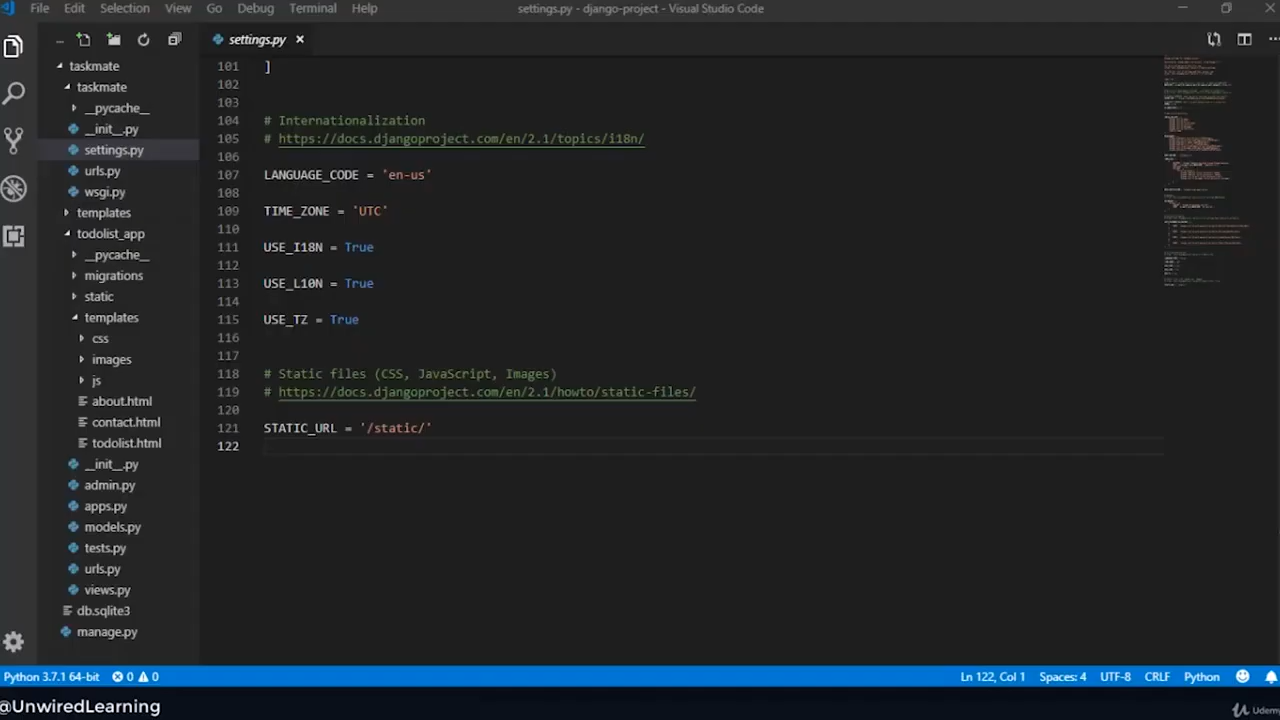 File Edit Selection View Go Debug Terminal Help
settings.py - django-project - Visual Studio Code
...
settings.py
taskmate
taskmate
__pycache__
__init__.py
settings.py
urls.py
wsgi.py
templates
todolist_app
__pycache__
migrations
static
templates
css
images
js
about.html
contact.html
todolist.html
__init__.py
admin.py
apps.py
models.py
tests.py
urls.py
views.py
db.sqlite3
manage.py
101 ]
102
103
104 # Internationalization
105 # https://docs.djangoproject.com/en/2.1/topics/i18n/
106
107 LANGUAGE_CODE = 'en-us'
108
109 TIME_ZONE = 'UTC'
110
111 USE_I18N = True
112
113 USE_L10N = True
114
115 USE_TZ = True
116
117
118 # Static files (CSS, JavaScript, Images)
119 # https://docs.djangoproject.com/en/2.1/howto/static-files/
120
121 STATIC_URL = '/static/'
122
Python 3.7.1 64-bit 0 0 Ln 122, Col 1 Spaces: 4 UTF-8 CRLF Python
@UnwiredLearning
Udemy